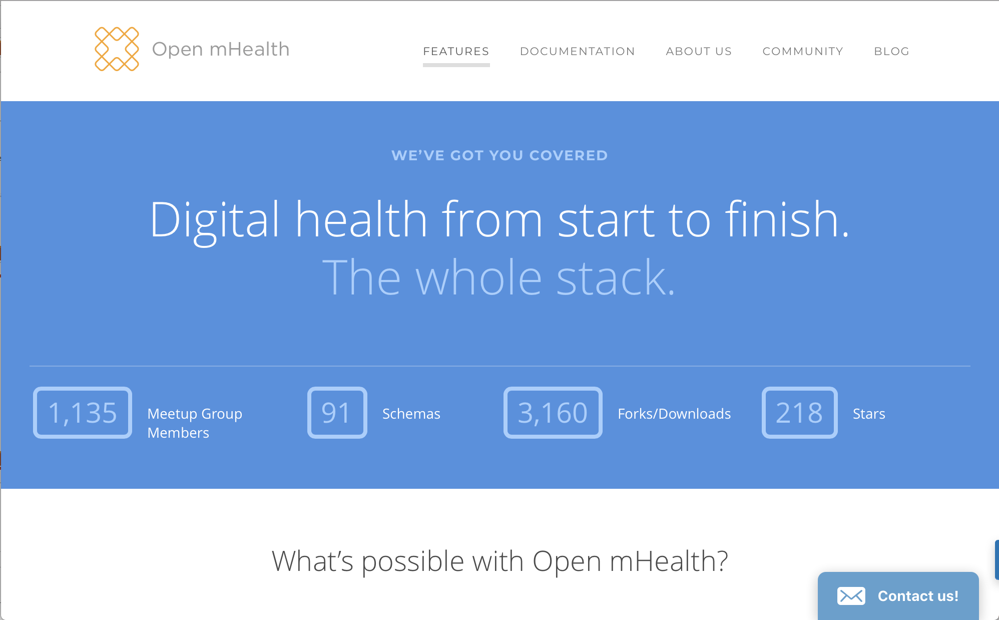 Open mHealth
FEATURES DOCUMENTATION ABOUT US COMMUNITY BLOG
WE’VE GOT YOU COVERED
Digital health from start to finish.
The whole stack.
1,135 Meetup Group
Members
91 Schemas
3,160 Forks/Downloads
218 Stars
What’s possible with Open mHealth?
Contact us!